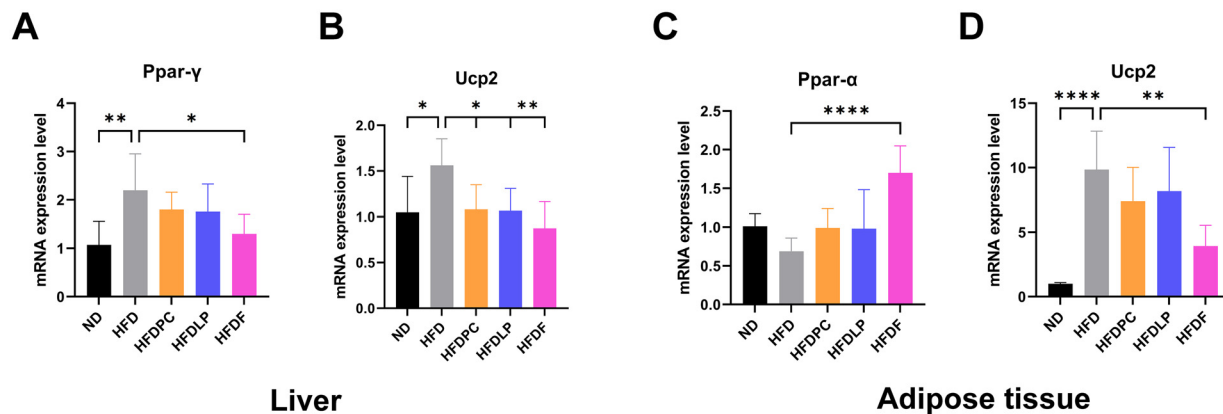 A
Ppar-γ
mRNA expression level
4
3
2
1
0
**
*
ND
HFD
HFDPC
HFDLP
HFDF
B
Ucp2
mRNA expression level
2.0
1.5
1.0
0.5
0.0
*
*
**
ND
HFD
HFDPC
HFDLP
HFDF
Liver
C
Ppar-α
mRNA expression level
2.5
2.0
1.5
1.0
0.5
0.0
****
ND
HFD
HFDPC
HFDLP
HFDF
D
Ucp2
mRNA expression level
15
10
5
0
****
**
ND
HFD
HFDPC
HFDLP
HFDF
Adipose tissue